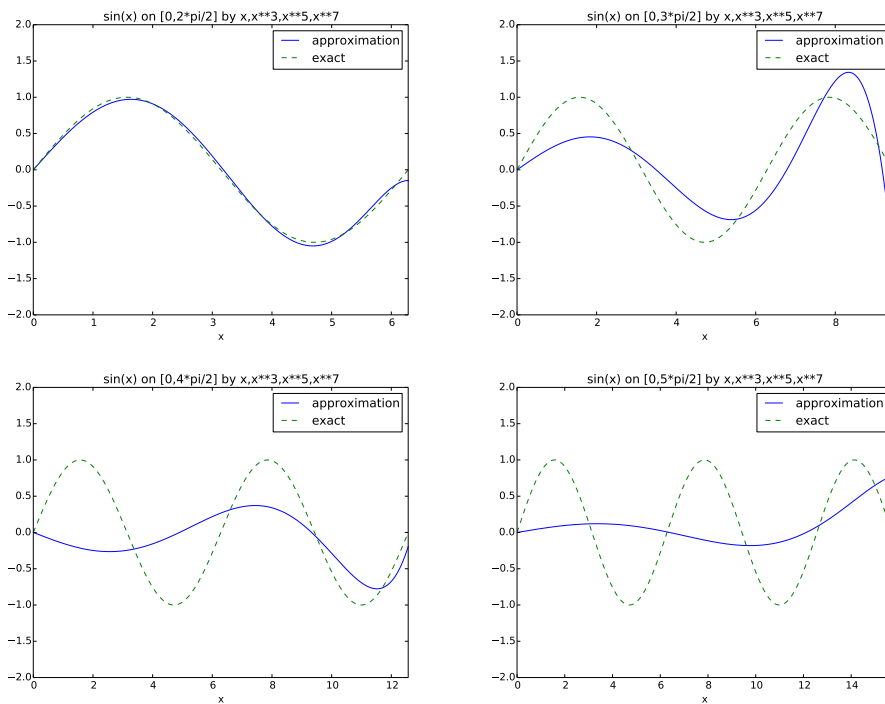 sin(x) on [0,2*pi/2] by x,x**3,x**5,x**7
2.0
1.5
1.0
0.5
0.0
−0.5
−1.0
−1.5
−2.0
approximation
exact
0 1 2 3 4 5 6
x
sin(x) on [0,3*pi/2] by x,x**3,x**5,x**7
2.0
1.5
1.0
0.5
0.0
−0.5
−1.0
−1.5
−2.0
approximation
exact
0 2 4 6 8
x
sin(x) on [0,4*pi/2] by x,x**3,x**5,x**7
2.0
1.5
1.0
0.5
0.0
−0.5
−1.0
−1.5
−2.0
approximation
exact
0 2 4 6 8 10 12
x
sin(x) on [0,5*pi/2] by x,x**3,x**5,x**7
2.0
1.5
1.0
0.5
0.0
−0.5
−1.0
−1.5
−2.0
approximation
exact
0 2 4 6 8 10 12 14
x